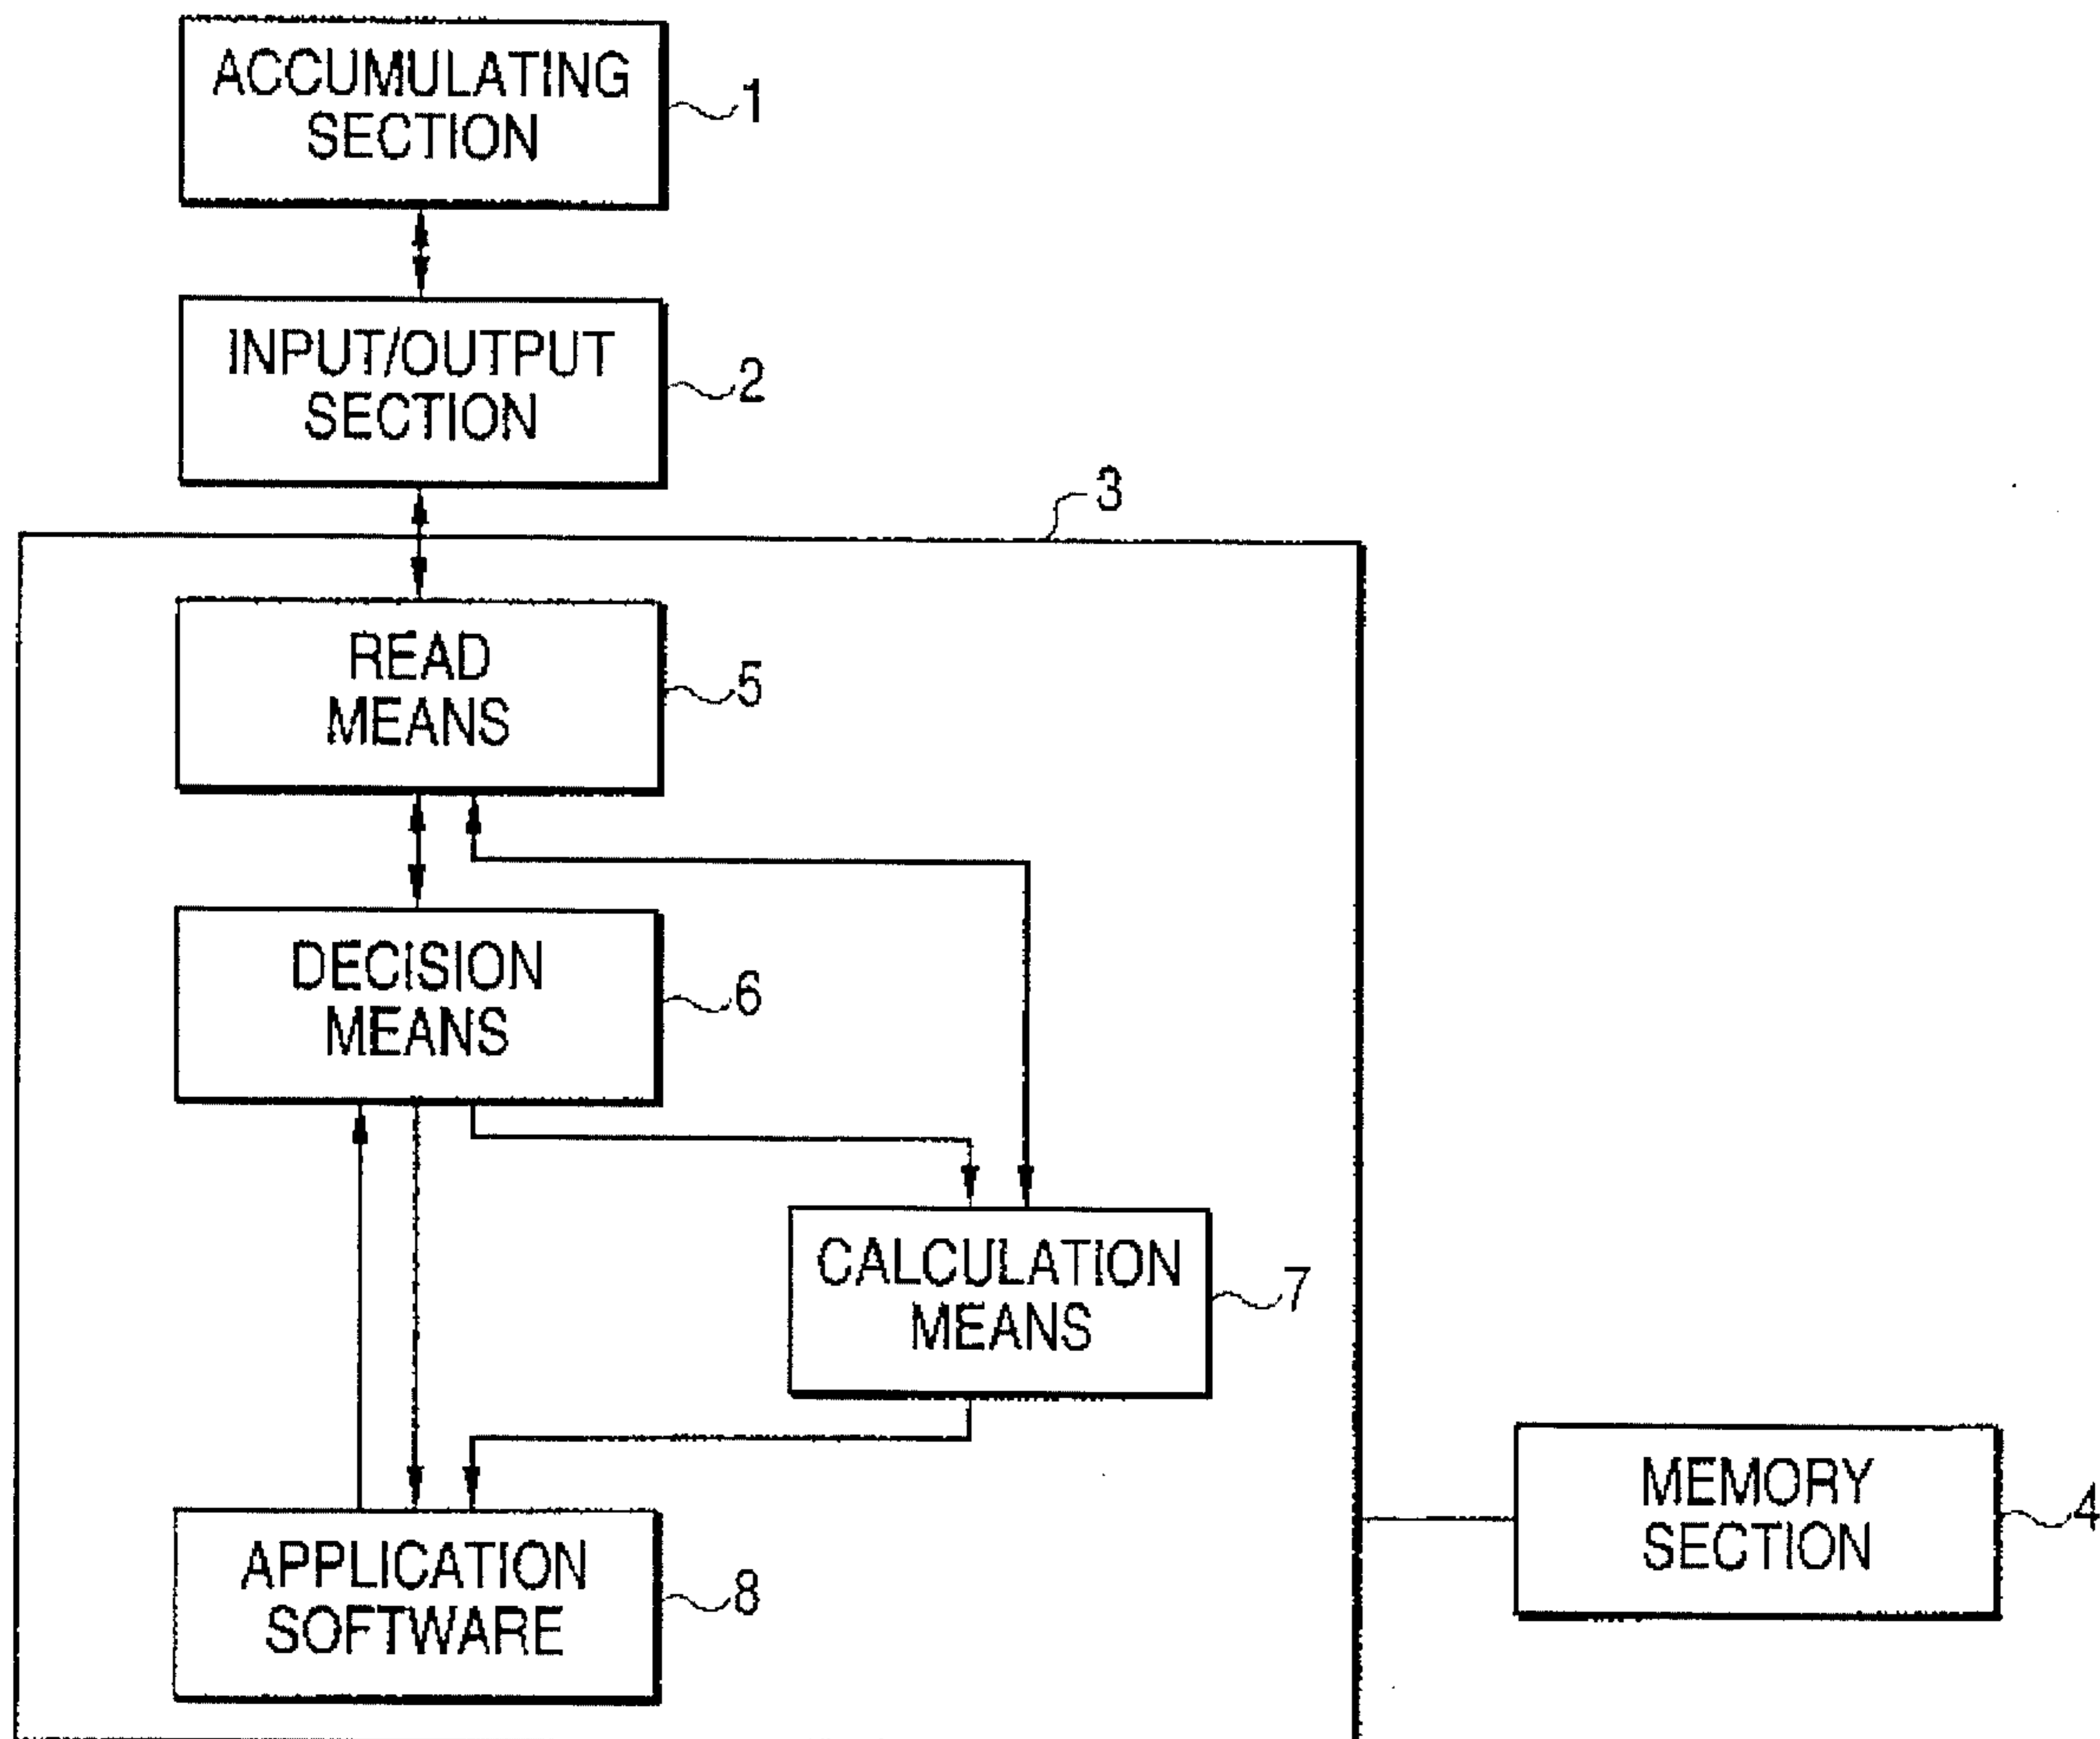 ACCUMULATING
SECTION
1
INPUT/OUTPUT
SECTION
2
3
READ
MEANS
5
DECISION
MEANS
6
CALCULATION
MEANS
7
MEMORY
SECTION
4
APPLICATION
SOFTWARE
8